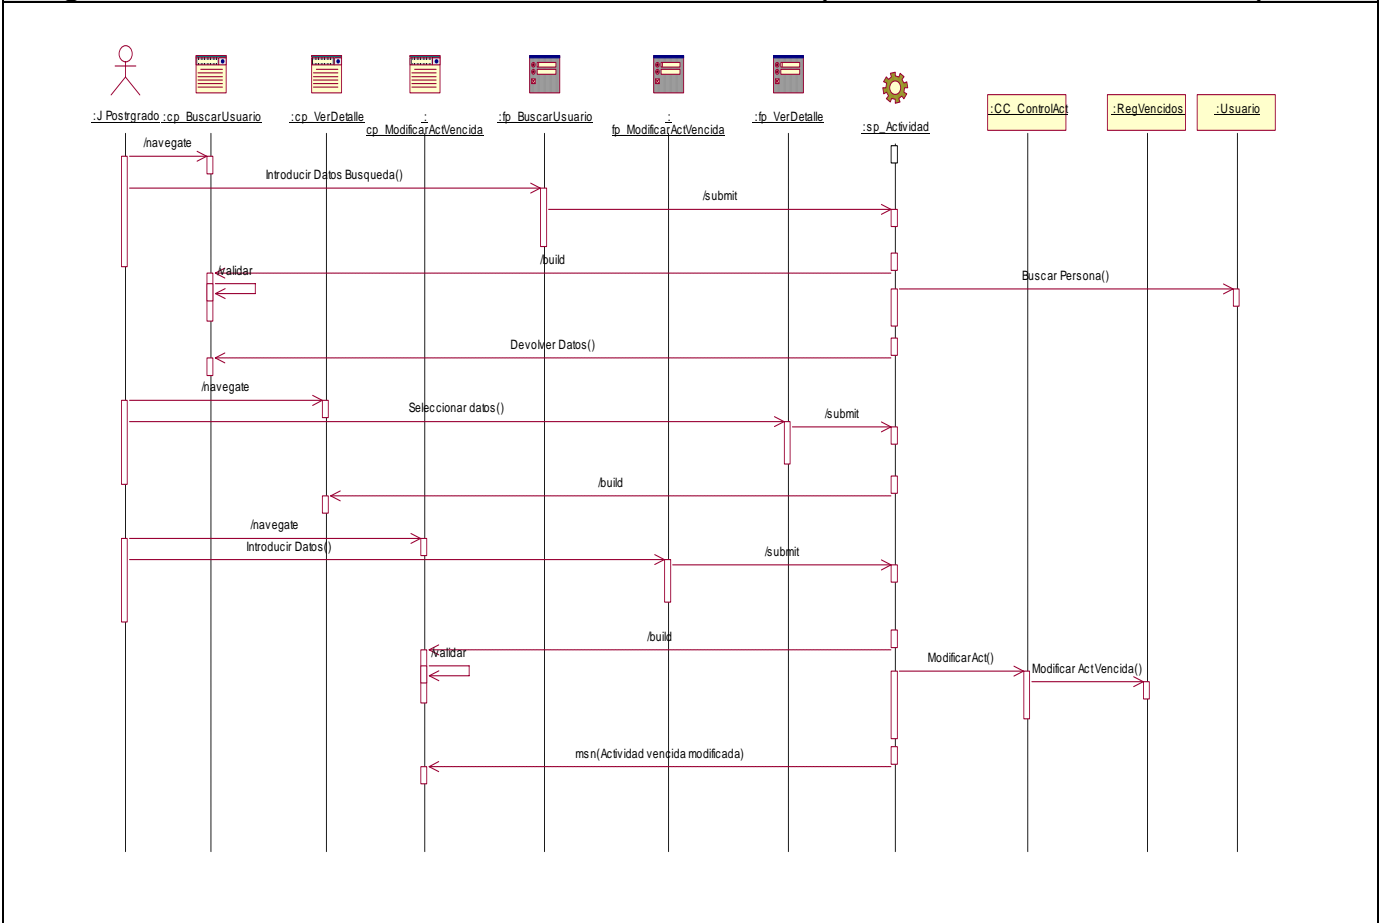 :J Postrgrado
:cp_BuscarUsuario
:cp_VerDetalle
:
cp_ModificarActVencida
:fp_BuscarUsuario
:
fp_ModificarActVencida
:fp_VerDetalle
:sp_Actividad
:CC_ControlAct
:RegVencidos
:Usuario
/navegate
Introducir Datos Busqueda()
/submit
/build
/validar
Buscar Persona()
Devolver Datos()
/navegate
Seleccionar datos()
/submit
/build
/navegate
Introducir Datos()
/submit
/build
/validar
ModificarAct()
Modificar ActVencida()
msn(Actividad vencida modificada)